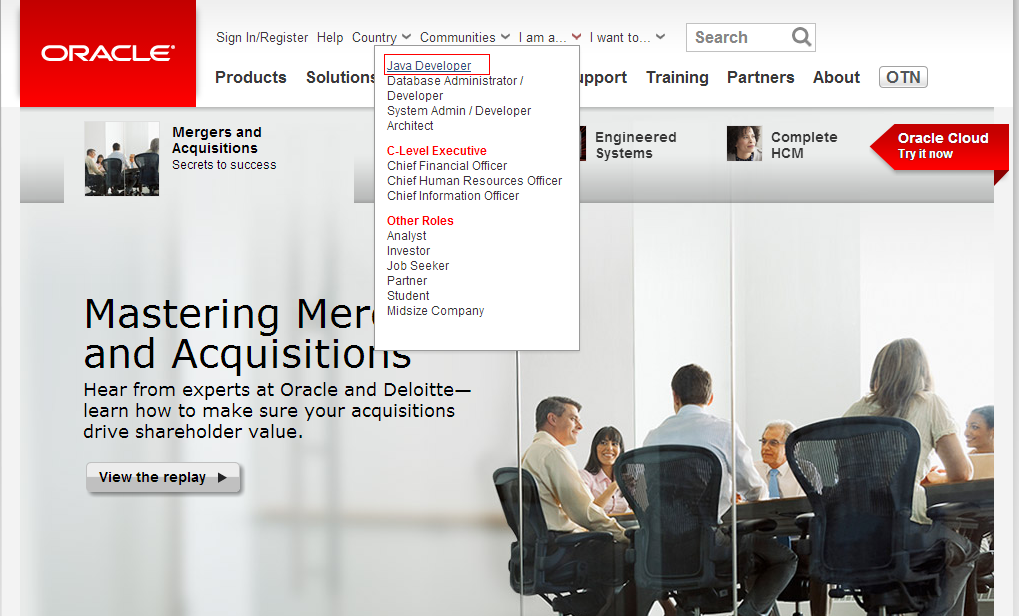 ORACLE
Sign In/Register Help Country Communities I am a... I want to... Search
Products Solutions upport Training Partners About OTN
Java Developer
Database Administrator /
Developer
System Admin / Developer
Architect
C-Level Executive
Chief Financial Officer
Chief Human Resources Officer
Chief Information Officer
Other Roles
Analyst
Investor
Job Seeker
Partner
Student
Midsize Company
Mergers and
Acquisitions
Secrets to success
Engineered
Systems
Complete
HCM
Oracle Cloud
Try it now
Mastering Mer
and Acquisitions
Hear from experts at Oracle and Deloitte—
learn how to make sure your acquisitions
drive shareholder value.
View the replay